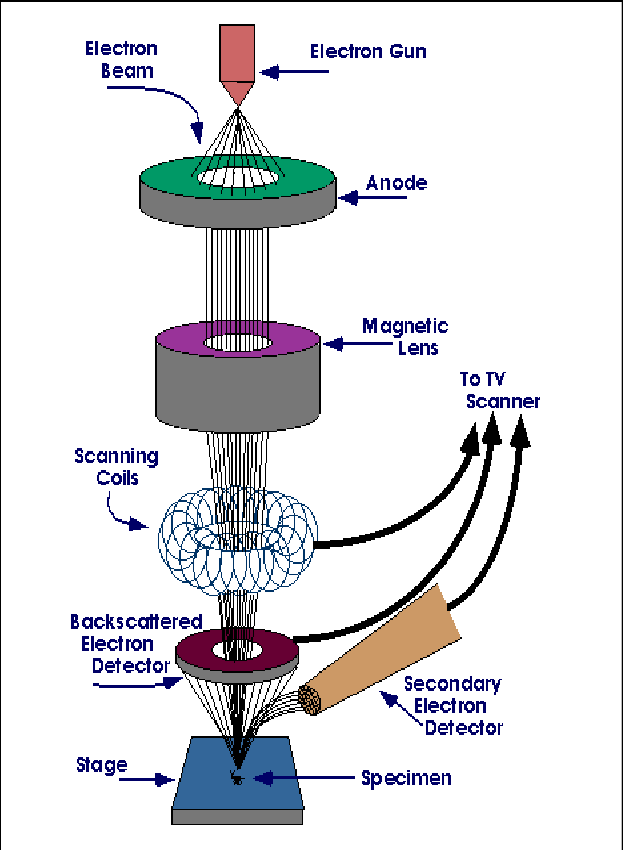 Electron
Beam
Electron Gun
Anode
Magnetic
Lens
To TV
Scanner
Scanning
Coils
Backscattered
Electron
Detector
Secondary
Electron
Detector
Stage
Specimen